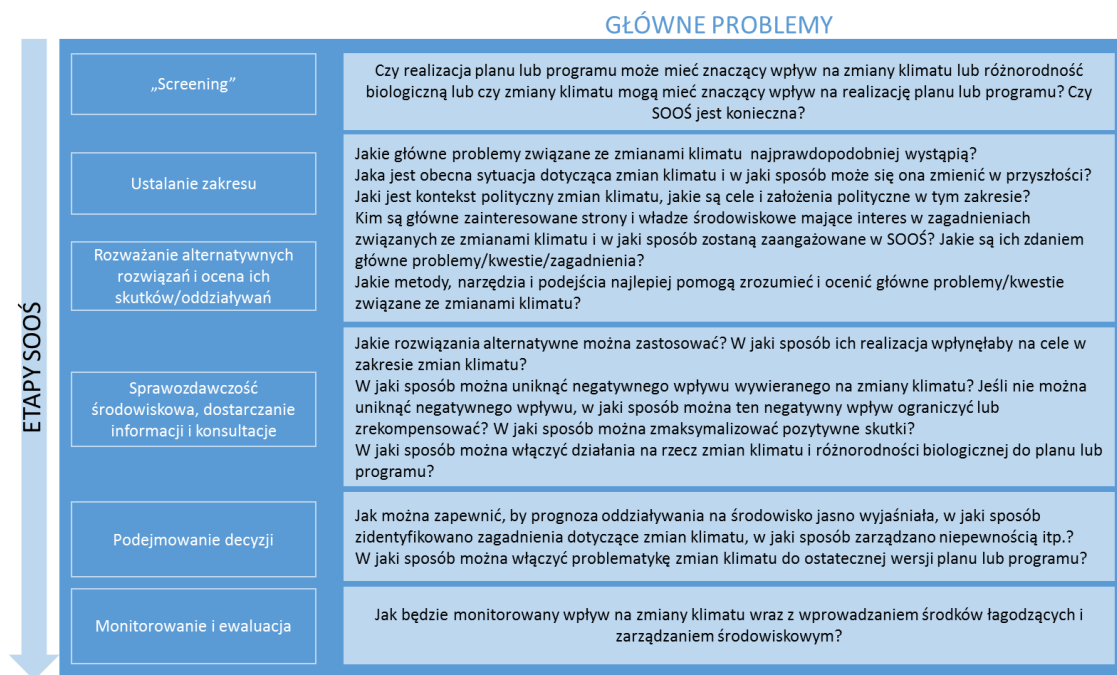 GŁÓWNE PROBLEMY
ETAPY SOOŚ
„Screening”
Czy realizacja planu lub programu może mieć znaczący wpływ na zmiany klimatu lub różnorodność
biologiczną lub czy zmiany klimatu mogą mieć znaczący wpływ na realizację planu lub programu? Czy
SOOŚ jest konieczna?
Ustalanie zakresu
Jakie główne problemy związane ze zmianami klimatu najprawdopodobniej wystąpią?
Jaka jest obecna sytuacja dotycząca zmian klimatu i w jaki sposób może się ona zmienić w przyszłości?
Jaki jest kontekst polityczny zmian klimatu, jakie są cele i założenia polityczne w tym zakresie?
Kim są główne zainteresowane strony i władze środowiskowe mające interes w zagadnieniach
związanych ze zmianami klimatu i w jaki sposób zostaną zaangażowane w SOOŚ? Jakie są ich zdaniem
główne problemy/kwestie/zagadnienia?
Jakie metody, narzędzia i podejścia najlepiej pomogą zrozumieć i ocenić główne problemy/kwestie
związane ze zmianami klimatu?
Rozważanie alternatywnych
rozwiązań i ocena ich
skutków/oddziaływań
Jakie rozwiązania alternatywne można zastosować? W jaki sposób ich realizacja wpłynęłaby na cele w
zakresie zmian klimatu?
W jaki sposób można uniknąć negatywnego wpływu wywieranego na zmiany klimatu? Jeśli nie można
uniknąć negatywnego wpływu, w jaki sposób można ten negatywny wpływ ograniczyć lub
zrekompensować? W jaki sposób można zmaksymalizować pozytywne skutki?
W jaki sposób można włączyć działania na rzecz zmian klimatu i różnorodności biologicznej do planu lub
programu?
Sprawozdawczość
środowiskowa, dostarczanie
informacji i konsultacje
Podejmowanie decyzji
Jak można zapewnić, by prognoza oddziaływania na środowisko jasno wyjaśniała, w jaki sposób
zidentyfikowano zagadnienia dotyczące zmian klimatu, w jaki sposób zarządzano niepewnością itp.?
W jaki sposób można włączyć problematykę zmian klimatu do ostatecznej wersji planu lub programu?
Monitorowanie i ewaluacja
Jak będzie monitorowany wpływ na zmiany klimatu wraz z wprowadzaniem środków łagodzących i
zarządzaniem środowiskowym?